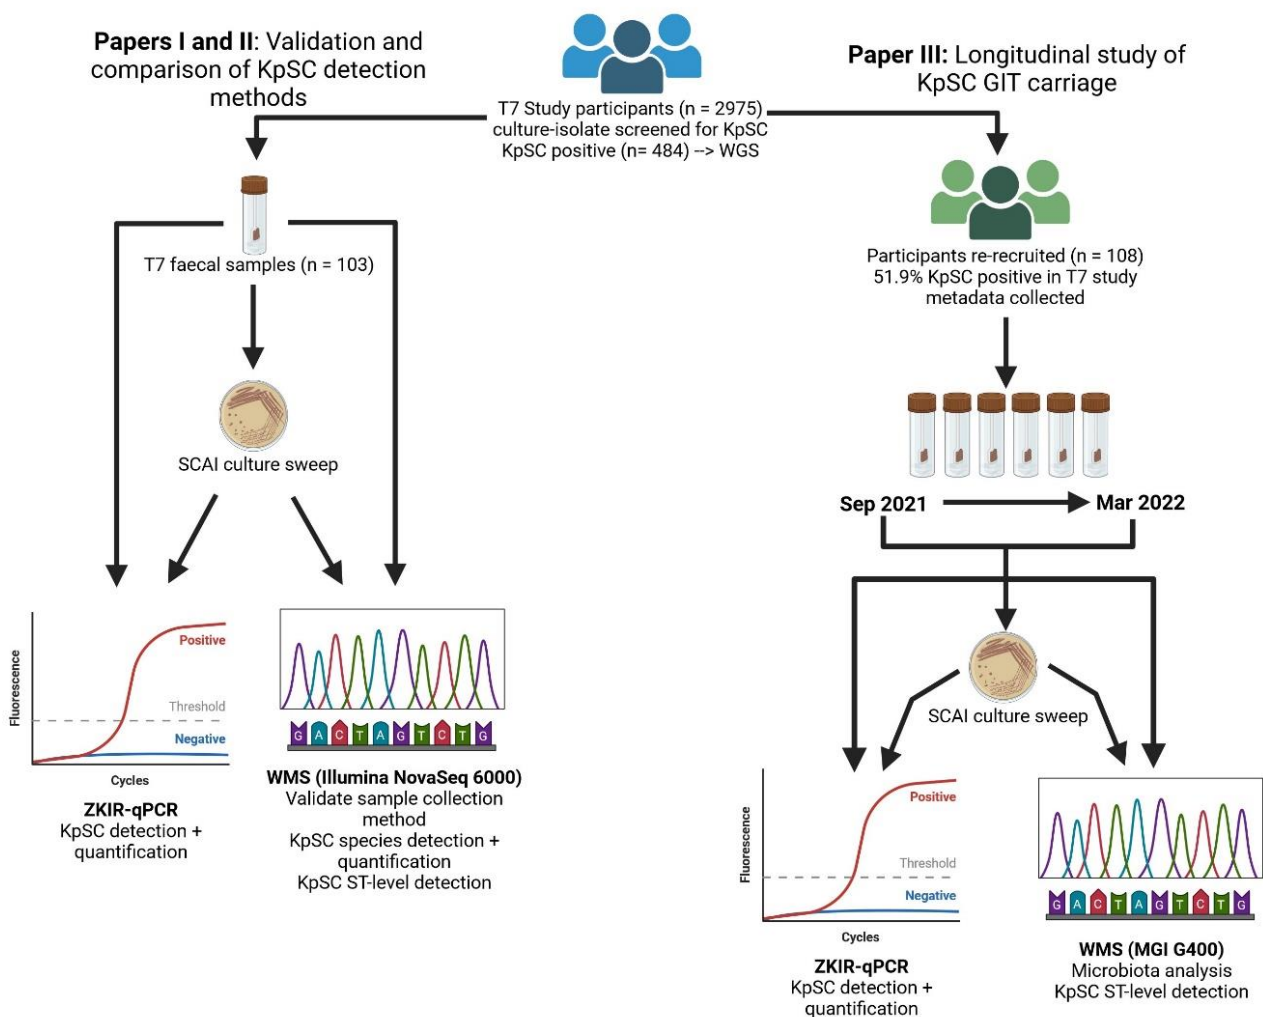 Papers I and II: Validation and
comparison of KpSC detection
methods
T7 Study participants (n = 2975)
culture-isolate screened for KpSC
KpSC positive (n= 484) --> WGS
Paper III: Longitudinal study of
KpSC GIT carriage
T7 faecal samples (n = 103)
SCAI culture sweep
Fluorescence
Positive
Threshold
Negative
Cycles
ZKIR-qPCR
KpSC detection +
quantification
G A C T A G T C T G
WMS (Illumina NovaSeq 6000)
Validate sample collection
method
KpSC species detection +
quantification
KpSC ST-level detection
Participants re-recruited (n = 108)
51.9% KpSC positive in T7 study
metadata collected
Sep 2021
Mar 2022
SCAI culture sweep
Fluorescence
Positive
Threshold
Negative
Cycles
ZKIR-qPCR
KpSC detection +
quantification
G A C T A G T C T G
WMS (MGI G400)
Microbiota analysis
KpSC ST-level detection